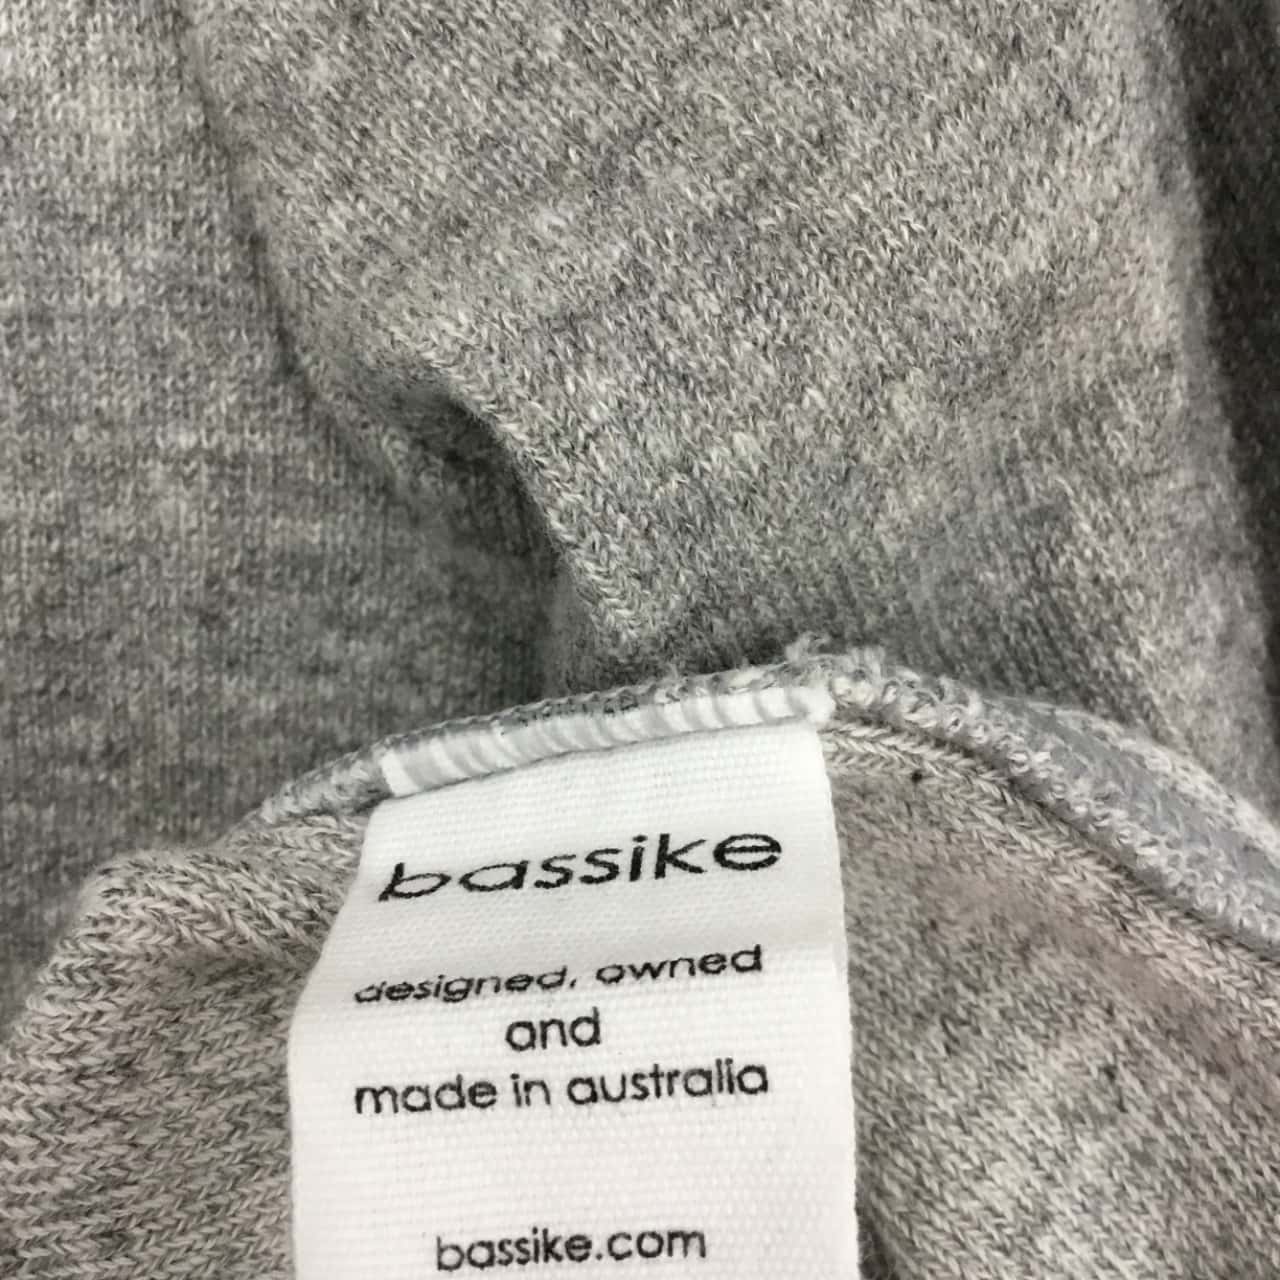 bassike
designed, owned
and
made in australia
bassike.com